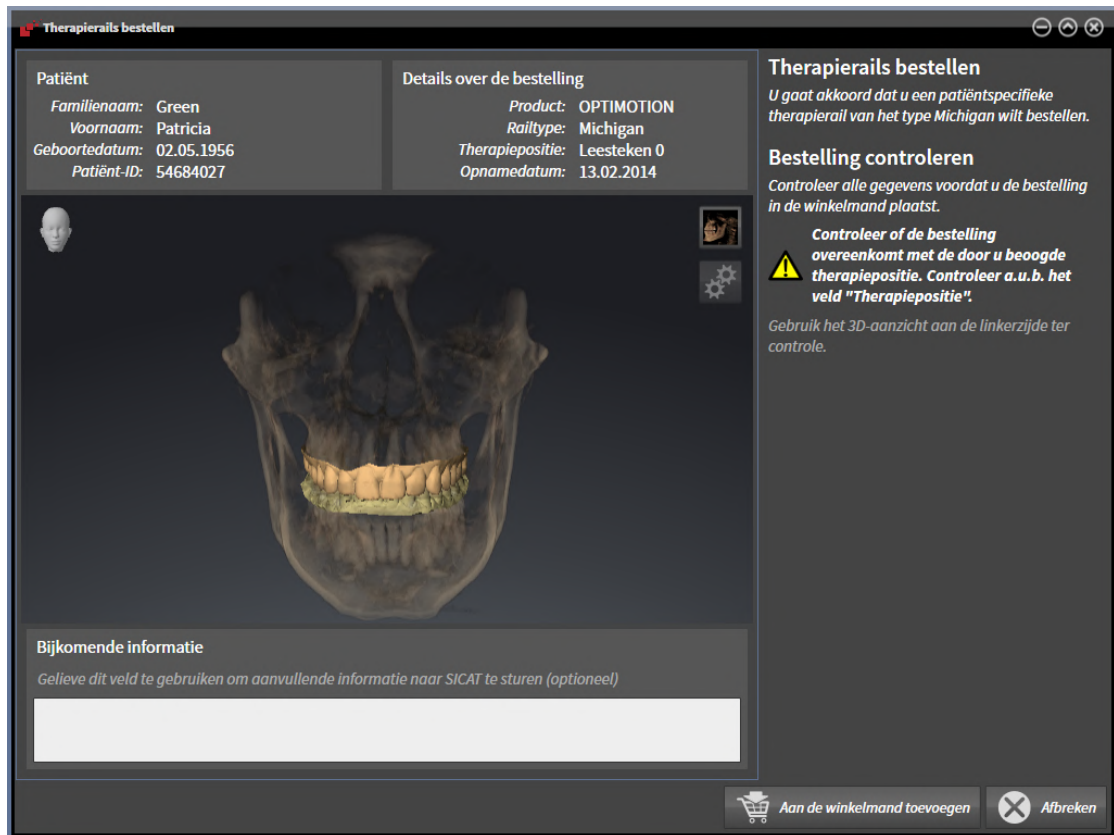 Therapierails bestellen
Patiënt
Familienaam: Green
Voornaam: Patricia
Geboortedatum: 02.05.1956
Patiënt-ID: 54684027
Details over de bestelling
Product: OPTIMOTION
Railtype: Michigan
Therapiepositie: Leesteken 0
Opnamedatum: 13.02.2014
Bijkomende informatie
Gelieve dit veld te gebruiken om aanvullende informatie naar SICAT te sturen (optioneel)
Therapierails bestellen
U gaat akkoord dat u een patiëntspecifieke
therapierail van het type Michigan wilt bestellen.
Bestelling controleren
Controleer alle gegevens voordat u de bestelling
in de winkelmand plaatst.
Controleer of de bestelling
overeenkomt met de door u beoogde
therapiepositie. Controleer a.u.b. het
veld "Therapiepositie".
Gebruik het 3D-aanzicht aan de linkerzijde ter
controle.
Aan de winkelmand toevoegen
Afbreken